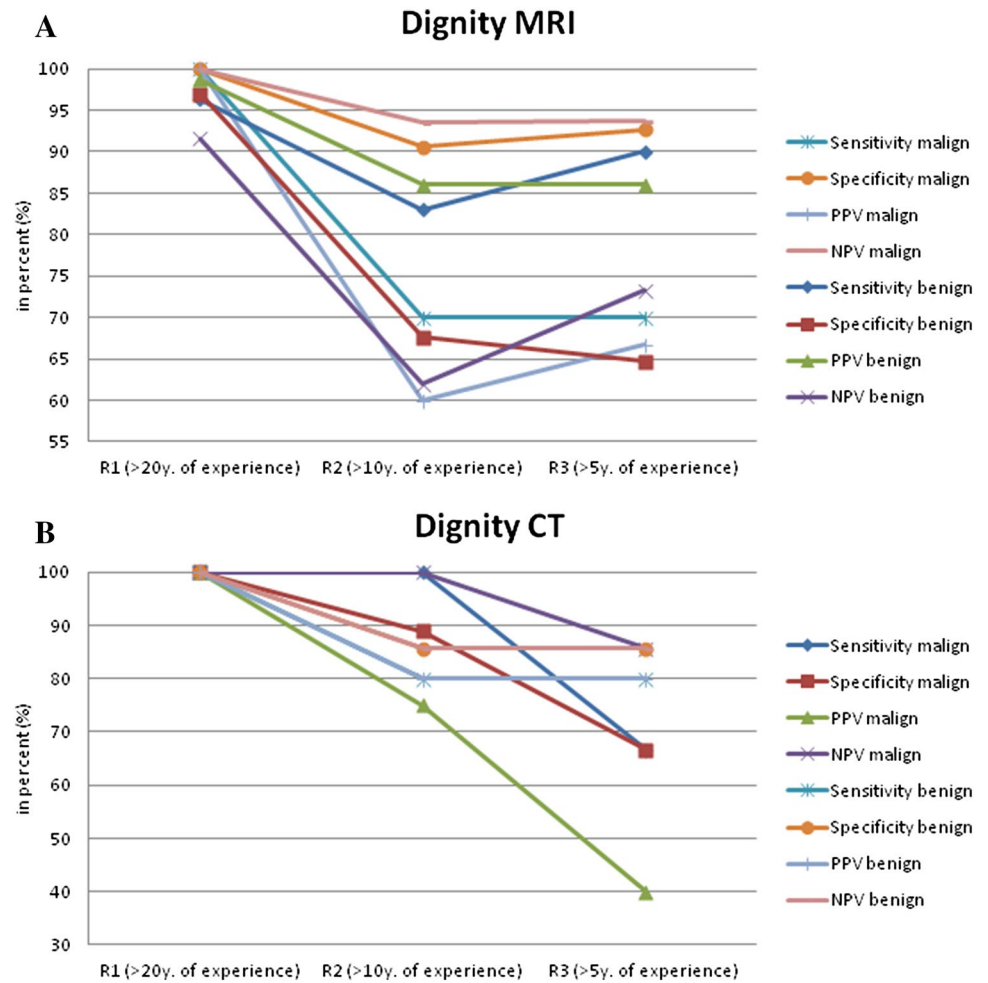 A
Dignity MRI
in percent (%)
100
95
90
85
80
75
70
65
60
55
R1 (>20y. of experience)
R2 (>10y. of experience)
R3 (>5y. of experience)
Sensitivity malign
Specificity malign
PPV malign
NPV malign
Sensitivity benign
Specificity benign
PPV benign
NPV benign
B
Dignity CT
in percent (%)
100
90
80
70
60
50
40
30
R1 (>20y. of experience)
R2 (>10y. of experience)
R3 (>5y. of experience)
Sensitivity malign
Specificity malign
PPV malign
NPV malign
Sensitivity benign
Specificity benign
PPV benign
NPV benign